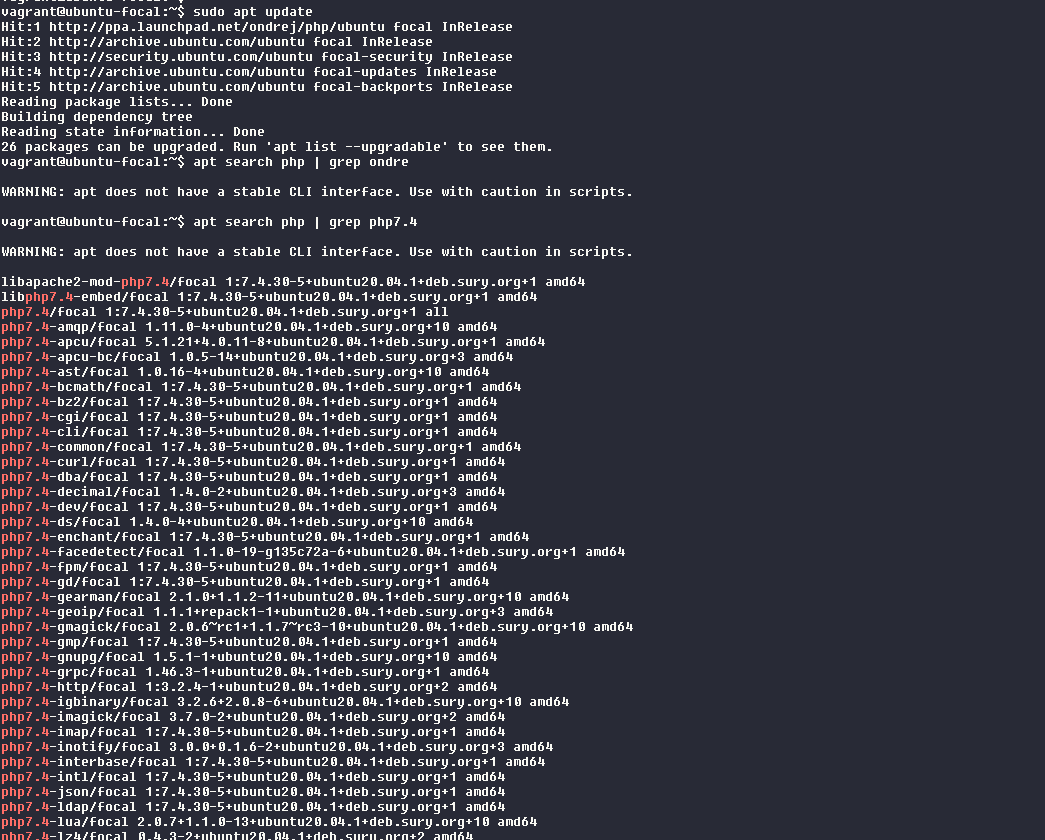 vagrant@ubuntu-focal:~$ sudo apt update
Hit:1 http://ppa.launchpad.net/ondrej/php/ubuntu focal InRelease
Hit:2 http://archive.ubuntu.com/ubuntu focal InRelease
Hit:3 http://security.ubuntu.com/ubuntu focal-security InRelease
Hit:4 http://archive.ubuntu.com/ubuntu focal-updates InRelease
Hit:5 http://archive.ubuntu.com/ubuntu focal-backports InRelease
Reading package lists... Done
Building dependency tree
Reading state information... Done
26 packages can be upgraded. Run 'apt list --upgradable' to see them.
vagrant@ubuntu-focal:~$ apt search php | grep ondre
WARNING: apt does not have a stable CLI interface. Use with caution in scripts.
vagrant@ubuntu-focal:~$ apt search php | grep php7.4
WARNING: apt does not have a stable CLI interface. Use with caution in scripts.
libapache2-mod-php7.4/focal 1:7.4.30-5+ubuntu20.04.1+deb.sury.org+1 amd64
libphp7.4-embed/focal 1:7.4.30-5+ubuntu20.04.1+deb.sury.org+1 amd64
php7.4/focal 1:7.4.30-5+ubuntu20.04.1+deb.sury.org+1 all
php7.4-amqp/focal 1.11.0-4+ubuntu20.04.1+deb.sury.org+10 amd64
php7.4-apcu/focal 5.1.21+4.0.11-8+ubuntu20.04.1+deb.sury.org+1 amd64
php7.4-apcu-bc/focal 1.0.5-14+ubuntu20.04.1+deb.sury.org+3 amd64
php7.4-ast/focal 1.0.16-4+ubuntu20.04.1+deb.sury.org+10 amd64
php7.4-bcmath/focal 1:7.4.30-5+ubuntu20.04.1+deb.sury.org+1 amd64
php7.4-bz2/focal 1:7.4.30-5+ubuntu20.04.1+deb.sury.org+1 amd64
php7.4-cgi/focal 1:7.4.30-5+ubuntu20.04.1+deb.sury.org+1 amd64
php7.4-cli/focal 1:7.4.30-5+ubuntu20.04.1+deb.sury.org+1 amd64
php7.4-common/focal 1:7.4.30-5+ubuntu20.04.1+deb.sury.org+1 amd64
php7.4-curl/focal 1:7.4.30-5+ubuntu20.04.1+deb.sury.org+1 amd64
php7.4-dba/focal 1:7.4.30-5+ubuntu20.04.1+deb.sury.org+1 amd64
php7.4-decimal/focal 1.4.0-2+ubuntu20.04.1+deb.sury.org+3 amd64
php7.4-dev/focal 1:7.4.30-5+ubuntu20.04.1+deb.sury.org+1 amd64
php7.4-ds/focal 1.4.0-4+ubuntu20.04.1+deb.sury.org+10 amd64
php7.4-enchant/focal 1:7.4.30-5+ubuntu20.04.1+deb.sury.org+1 amd64
php7.4-facedetect/focal 1.1.0-19-g135c72a-6+ubuntu20.04.1+deb.sury.org+1 amd64
php7.4-fpm/focal 1:7.4.30-5+ubuntu20.04.1+deb.sury.org+1 amd64
php7.4-gd/focal 1:7.4.30-5+ubuntu20.04.1+deb.sury.org+1 amd64
php7.4-gearman/focal 2.1.0+1.1.2-11+ubuntu20.04.1+deb.sury.org+10 amd64
php7.4-geoip/focal 1.1.1+repack1-1+ubuntu20.04.1+deb.sury.org+3 amd64
php7.4-gmagick/focal 2.0.6~rc1+1.1.7~rc3-10+ubuntu20.04.1+deb.sury.org+10 amd64
php7.4-gmp/focal 1:7.4.30-5+ubuntu20.04.1+deb.sury.org+1 amd64
php7.4-gnupg/focal 1.5.1-1+ubuntu20.04.1+deb.sury.org+10 amd64
php7.4-grpc/focal 1.46.3-1+ubuntu20.04.1+deb.sury.org+1 amd64
php7.4-http/focal 1:3.2.4-1+ubuntu20.04.1+deb.sury.org+2 amd64
php7.4-igbinary/focal 3.2.6+2.0.8-6+ubuntu20.04.1+deb.sury.org+10 amd64
php7.4-imagick/focal 3.7.0-2+ubuntu20.04.1+deb.sury.org+2 amd64
php7.4-imap/focal 1:7.4.30-5+ubuntu20.04.1+deb.sury.org+1 amd64
php7.4-inotify/focal 3.0.0+0.1.6-2+ubuntu20.04.1+deb.sury.org+3 amd64
php7.4-interbase/focal 1:7.4.30-5+ubuntu20.04.1+deb.sury.org+1 amd64
php7.4-intl/focal 1:7.4.30-5+ubuntu20.04.1+deb.sury.org+1 amd64
php7.4-json/focal 1:7.4.30-5+ubuntu20.04.1+deb.sury.org+1 amd64
php7.4-ldap/focal 1:7.4.30-5+ubuntu20.04.1+deb.sury.org+1 amd64
php7.4-lua/focal 2.0.7+1.1.0-13+ubuntu20.04.1+deb.sury.org+10 amd64
php7.4-lz4/focal 0.4.3-2+ubuntu20.04.1+deb.sury.org+2 amd64